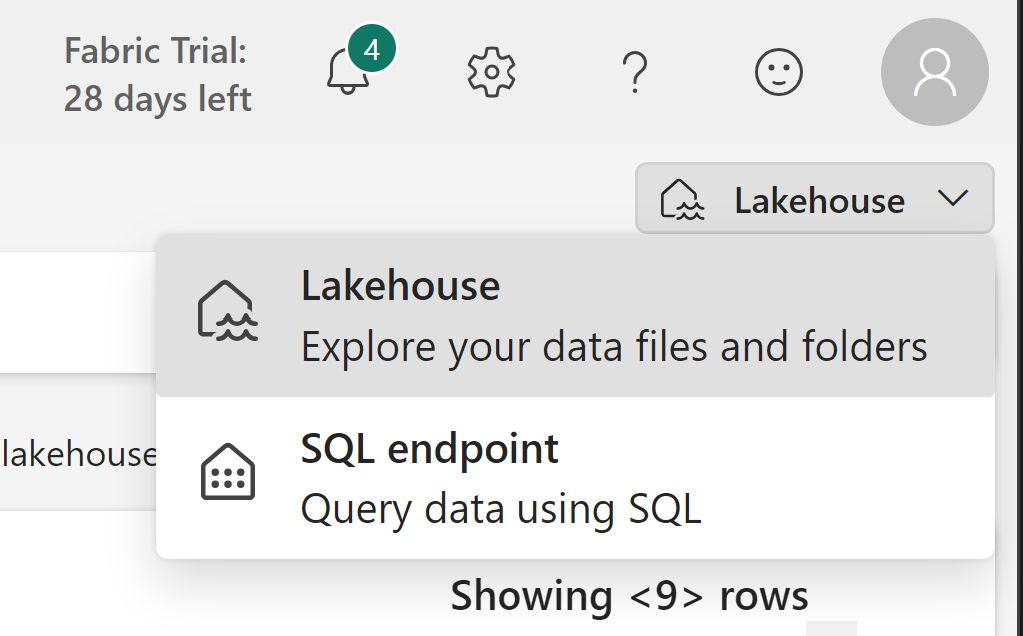 Fabric Trial:
28 days left
4
Lakehouse
Lakehouse
Explore your data files and folders
lakehouse
SQL endpoint
Query data using SQL
Showing <9> rows